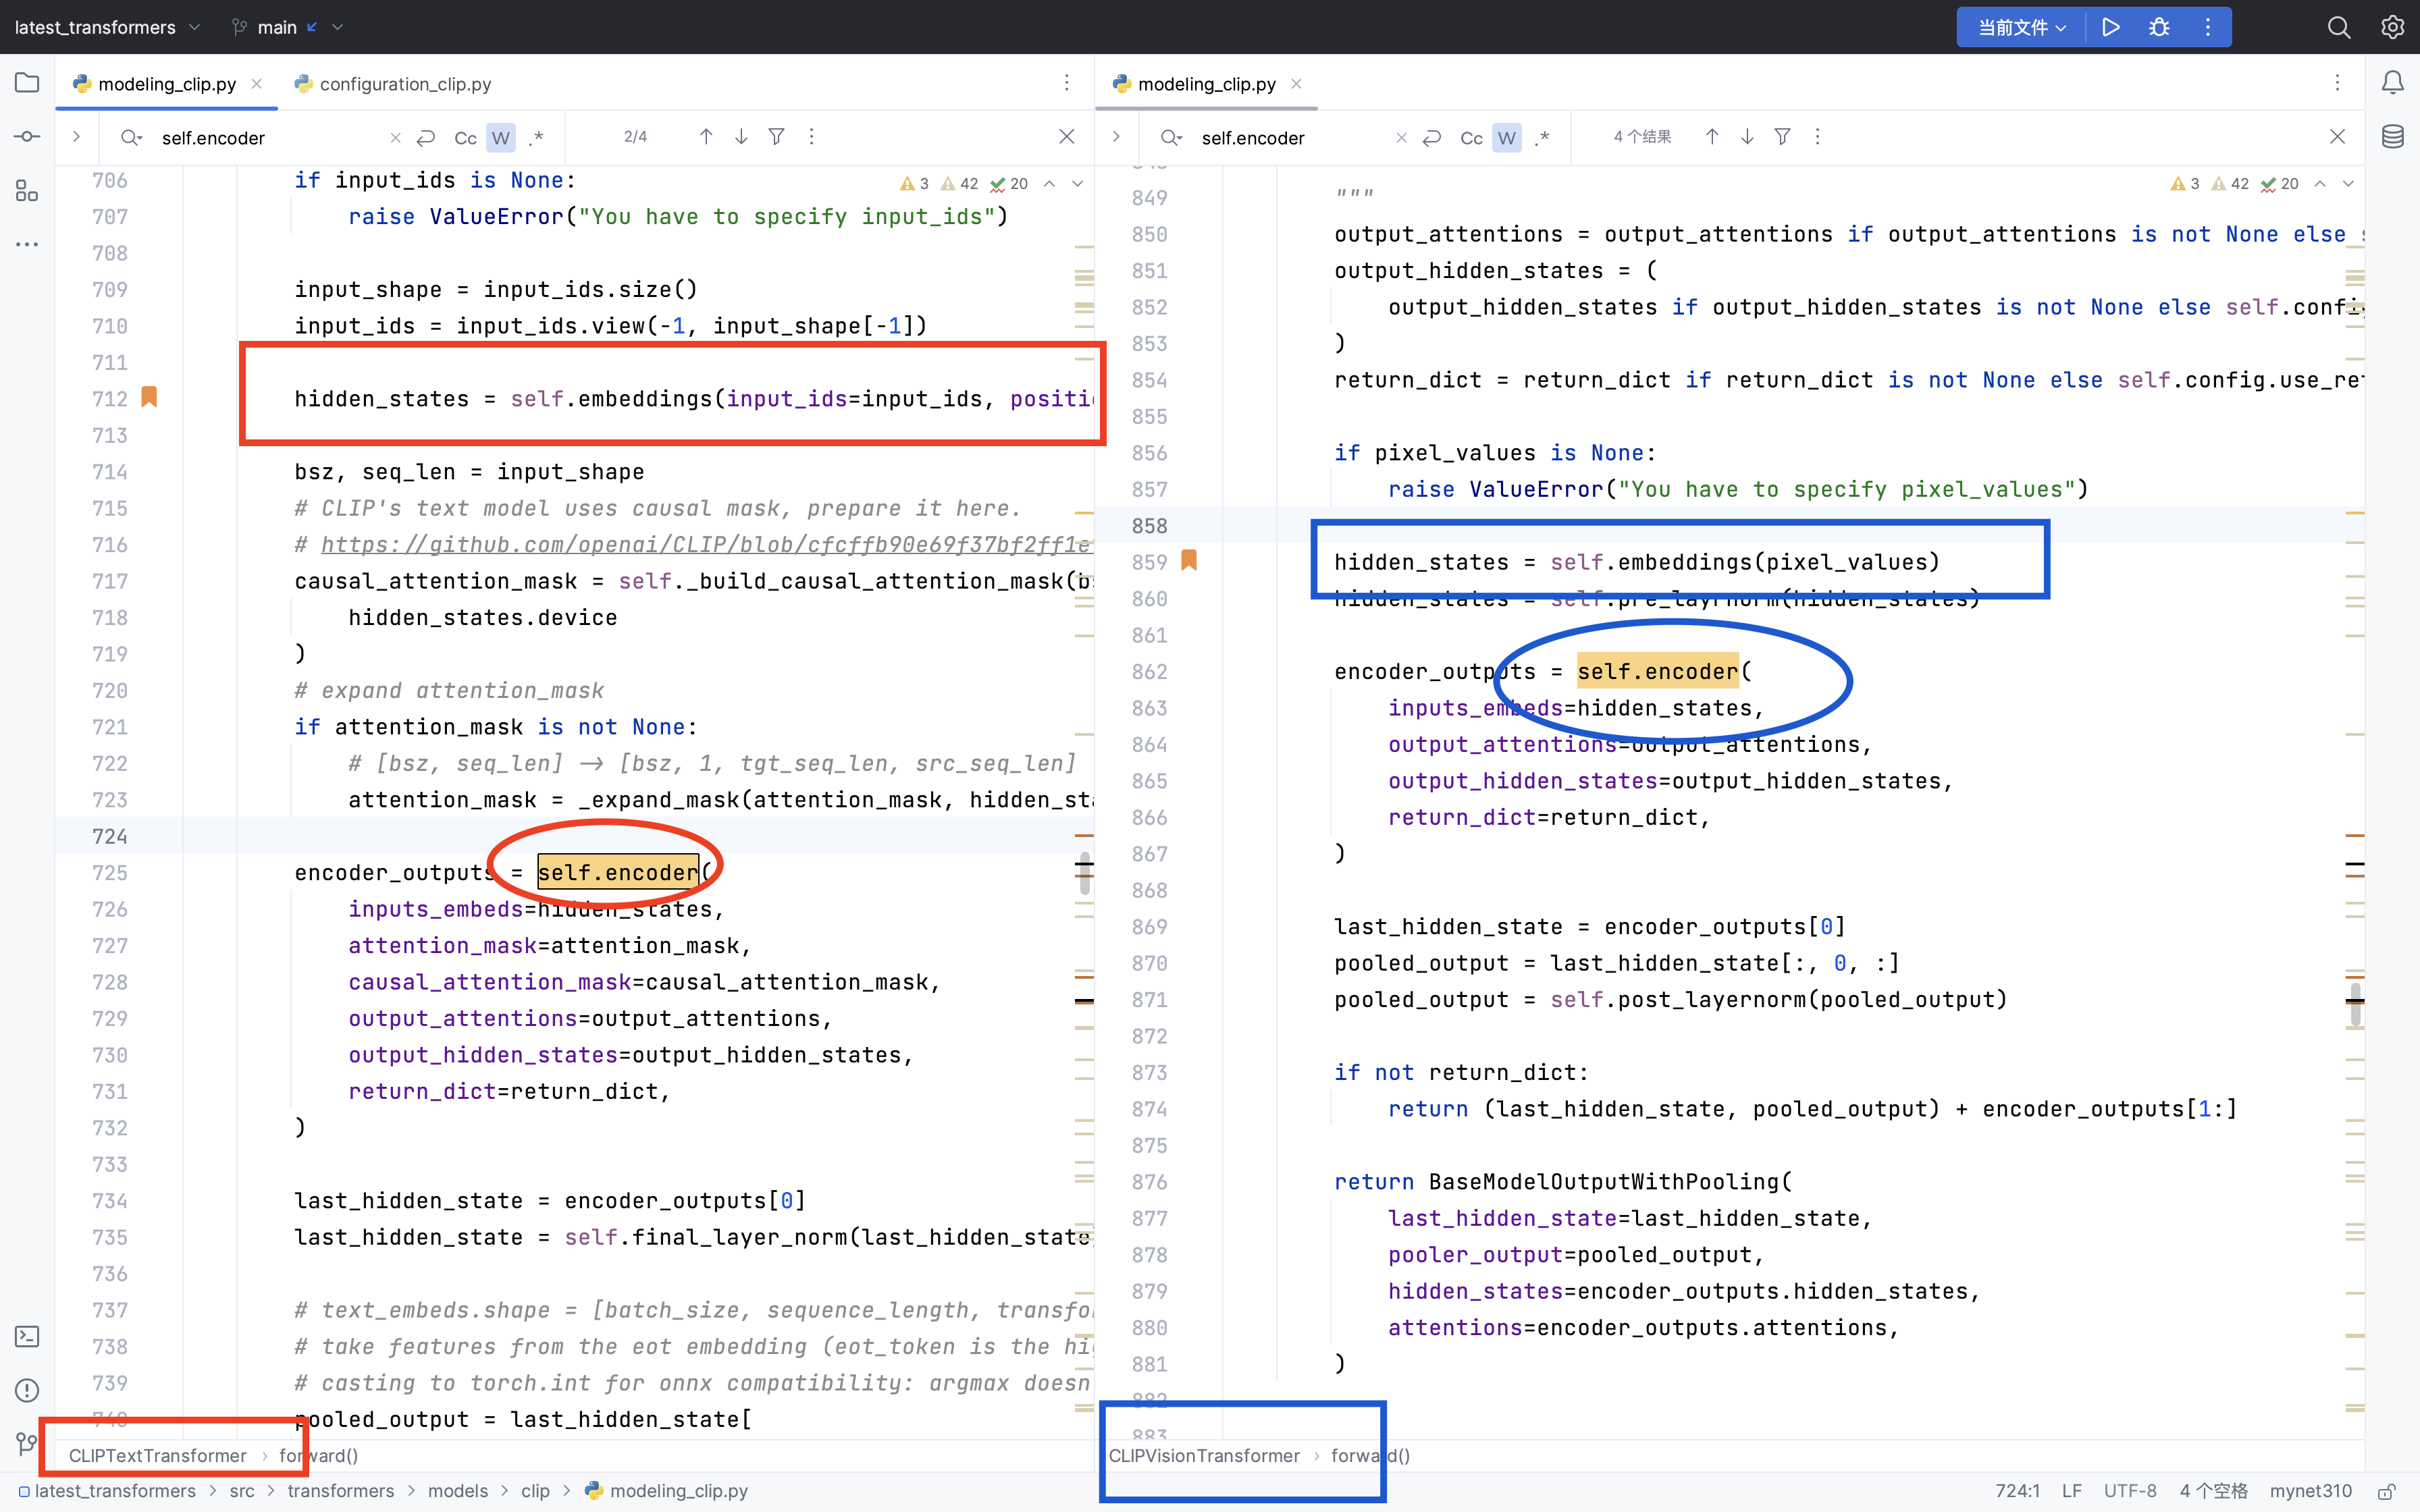 latest_transformers main 当前文件
modeling_clip.py configuration_clip.py
self.encoder Cc W .* 2/4
706 if input_ids is None: 3 42 20
707 raise ValueError("You have to specify input_ids")
708
709 input_shape = input_ids.size()
710 input_ids = input_ids.view(-1, input_shape[-1])
711
712 hidden_states = self.embeddings(input_ids=input_ids, positi
713
714 bsz, seq_len = input_shape
715 # CLIP's text model uses causal mask, prepare it here.
716 # https://github.com/openai/CLIP/blob/cfcffb90e69f37bf2ff1e
717 causal_attention_mask = self._build_causal_attention_mask(bs
718 hidden_states.device
719 )
720 # expand attention_mask
721 if attention_mask is not None:
722 # [bsz, seq_len] -> [bsz, 1, tgt_seq_len, src_seq_len]
723 attention_mask = _expand_mask(attention_mask, hidden_sta
724
725 encoder_outputs = self.encoder(
726 inputs_embeds=hidden_states,
727 attention_mask=attention_mask,
728 causal_attention_mask=causal_attention_mask,
729 output_attentions=output_attentions,
730 output_hidden_states=output_hidden_states,
731 return_dict=return_dict,
732 )
733
734 last_hidden_state = encoder_outputs[0]
735 last_hidden_state = self.final_layer_norm(last_hidden_state
736
737 # text_embeds.shape = [batch_size, sequence_length, transfo
738 # take features from the eot embedding (eot_token is the hi
739 # casting to torch.int for onnx compatibility: argmax doesn
740 pooled_output = last_hidden_state[
CLIPTextTransformer › forward()
modeling_clip.py
self.encoder Cc W .* 4 个结果
849 """ 3 42 20
850 output_attentions = output_attentions if output_attentions is not None else s
851 output_hidden_states = (
852 output_hidden_states if output_hidden_states is not None else self.confi
853 )
854 return_dict = return_dict if return_dict is not None else self.config.use_ret
855
856 if pixel_values is None:
857 raise ValueError("You have to specify pixel_values")
858
859 hidden_states = self.embeddings(pixel_values)
860 hidden_states = self.pre_layrnorm(hidden_states)
861
862 encoder_outputs = self.encoder(
863 inputs_embeds=hidden_states,
864 output_attentions=output_attentions,
865 output_hidden_states=output_hidden_states,
866 return_dict=return_dict,
867 )
868
869 last_hidden_state = encoder_outputs[0]
870 pooled_output = last_hidden_state[:, 0, :]
871 pooled_output = self.post_layernorm(pooled_output)
872
873 if not return_dict:
874 return (last_hidden_state, pooled_output) + encoder_outputs[1:]
875
876 return BaseModelOutputWithPooling(
877 last_hidden_state=last_hidden_state,
878 pooler_output=pooled_output,
879 hidden_states=encoder_outputs.hidden_states,
880 attentions=encoder_outputs.attentions,
881 )
882
883
CLIPVisionTransformer › forward()
latest_transformers > src > transformers > models > clip > modeling_clip.py 724:1 LF UTF-8 4 个空格 mynet310